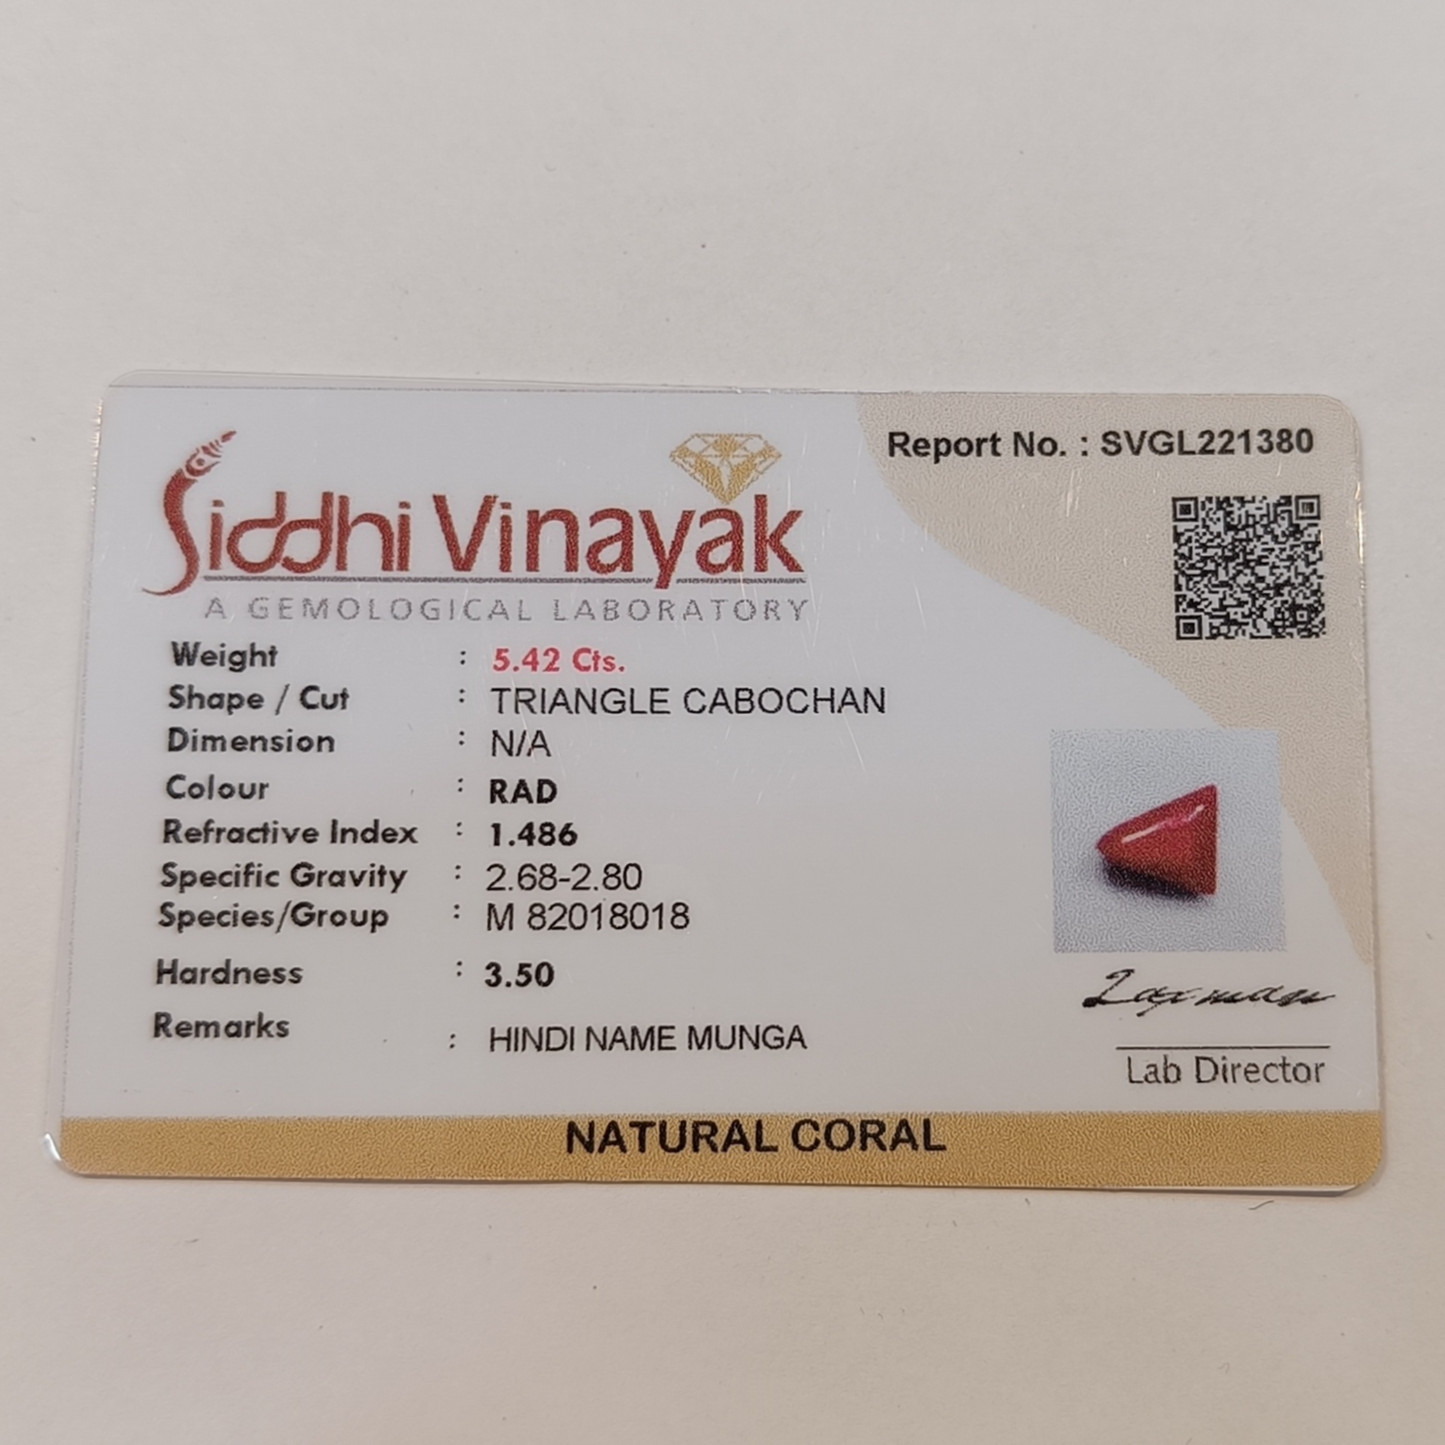 Report No. : SVGL221380
Siddhi Vinayak
A GEMOLOGICAL LABORATORY
Weight : 5.42 Cts.
Shape / Cut : TRIANGLE CABOCHAN
Dimension : N/A
Colour : RAD
Refractive Index : 1.486
Specific Gravity : 2.68-2.80
Species/Group : M 82018018
Hardness : 3.50
Remarks : HINDI NAME MUNGA
Laxman
Lab Director
NATURAL CORAL